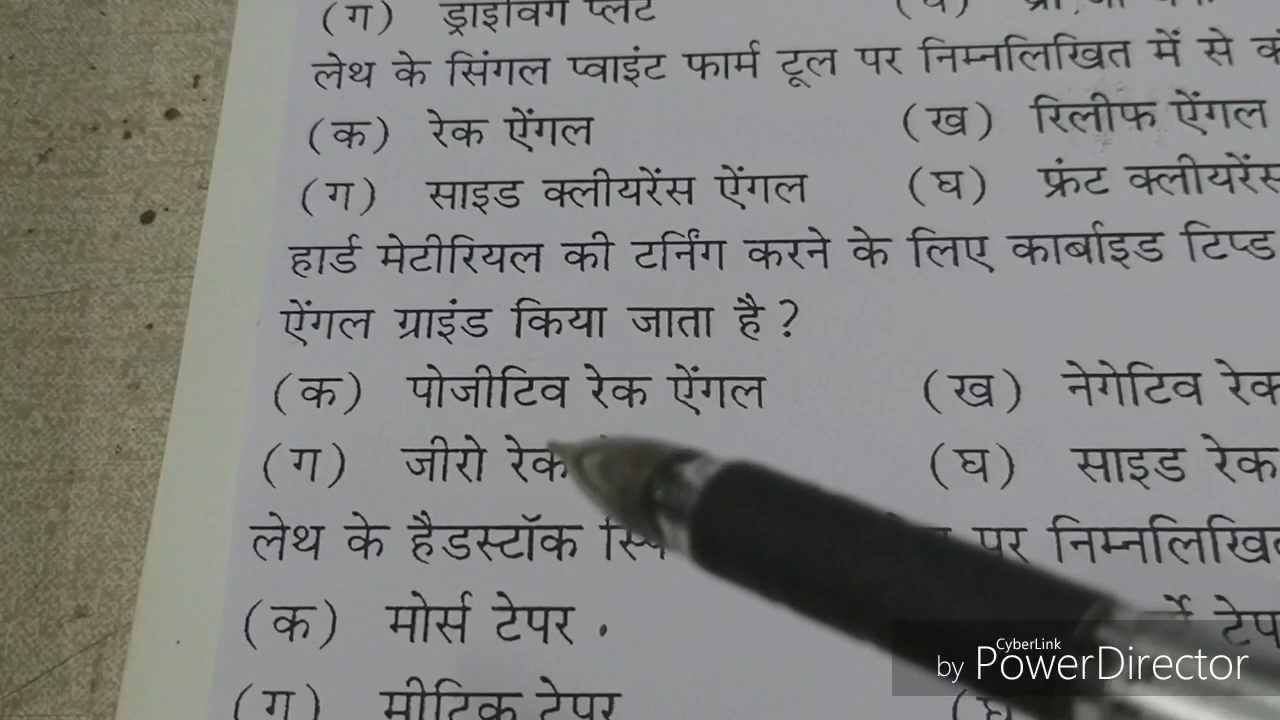 (ग) ड्राइविंग प्लेट
लेथ के सिंगल प्वाइंट फार्म टूल पर निम्नलिखित में से
(क) रेक ऐंगल (ख) रिलीफ ऐंगल
(ग) साइड क्लीयरेंस ऐंगल (घ) फ्रंट क्लीयरेंस
हार्ड मेटीरियल की टर्निंग करने के लिए कार्बाइड टिप्ड
ऐंगल ग्राइंड किया जाता है ?
(क) पोजीटिव रेक ऐंगल (ख) नेगेटिव रेक
(ग) जीरो रेक (घ) साइड रेक
लेथ के हैडस्टॉक पर निम्नलिखित
(क) मोर्स टेपर .
(ग) मीट्रिक टेपर (घ)
CyberLink
by PowerDirector